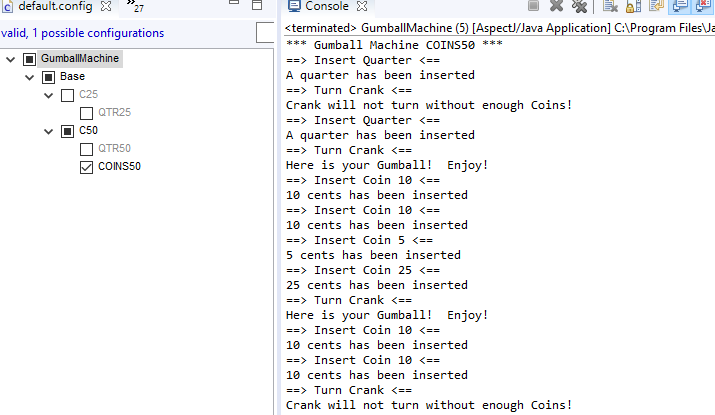 default.config
27
valid, 1 possible configurations
GumballMachine
Base
C25
QTR25
C50
QTR50
COINS50
Console
<terminated> GumballMachine (5) [AspectJ/Java Application] C:\Program Files\Ja
*** Gumball Machine COINS50 ***
==> Insert Quarter <==
A quarter has been inserted
==> Turn Crank <==
Crank will not turn without enough Coins!
==> Insert Quarter <==
A quarter has been inserted
==> Turn Crank <==
Here is your Gumball!  Enjoy!
==> Insert Coin 10 <==
10 cents has been inserted
==> Insert Coin 10 <==
10 cents has been inserted
==> Insert Coin 5 <==
5 cents has been inserted
==> Insert Coin 25 <==
25 cents has been inserted
==> Turn Crank <==
Here is your Gumball!  Enjoy!
==> Insert Coin 10 <==
10 cents has been inserted
==> Insert Coin 10 <==
10 cents has been inserted
==> Turn Crank <==
Crank will not turn without enough Coins!